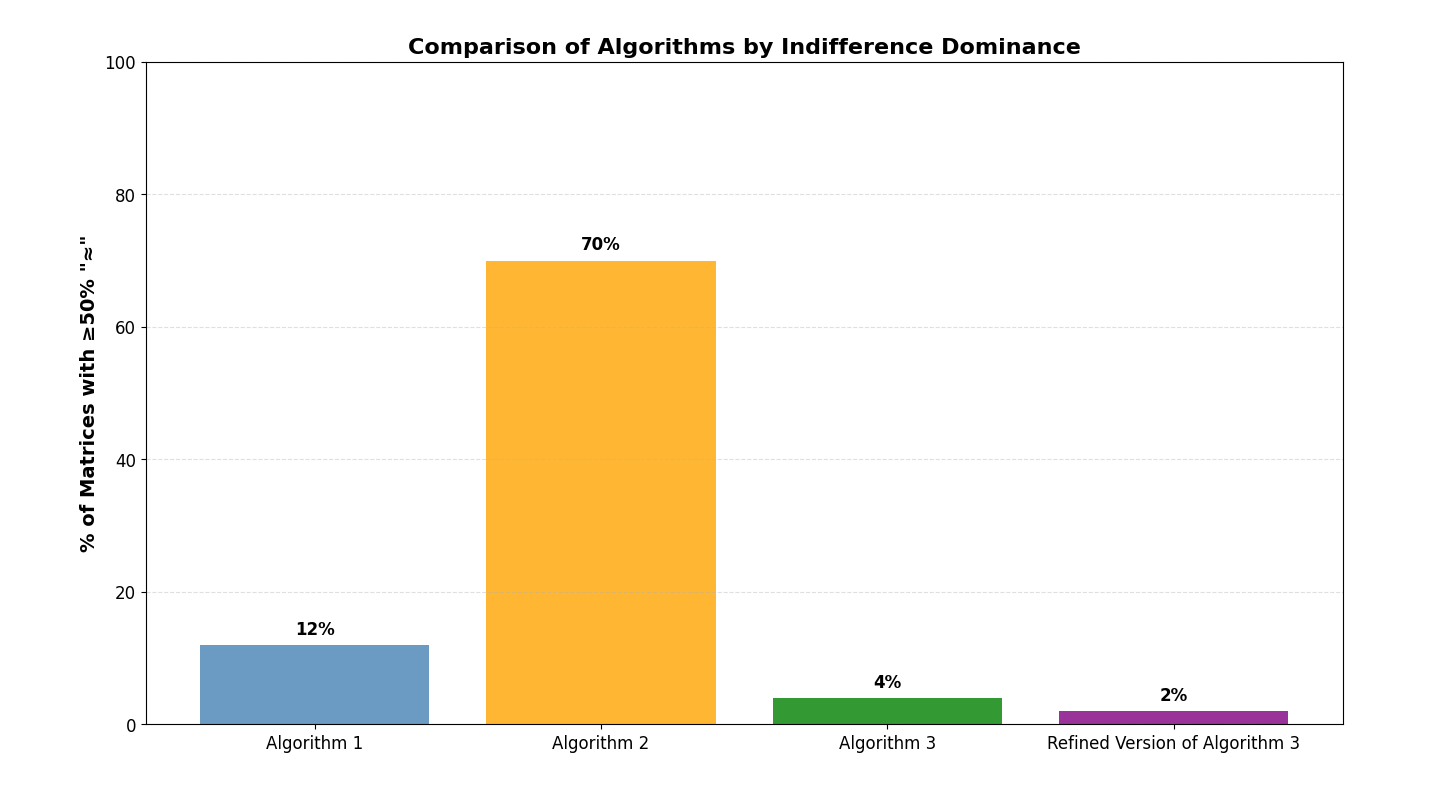 Comparison of Algorithms by Indifference Dominance
% of Matrices with ≥50% "≈"
100
80
60
40
20
0
12%
70%
4%
2%
Algorithm 1
Algorithm 2
Algorithm 3
Refined Version of Algorithm 3